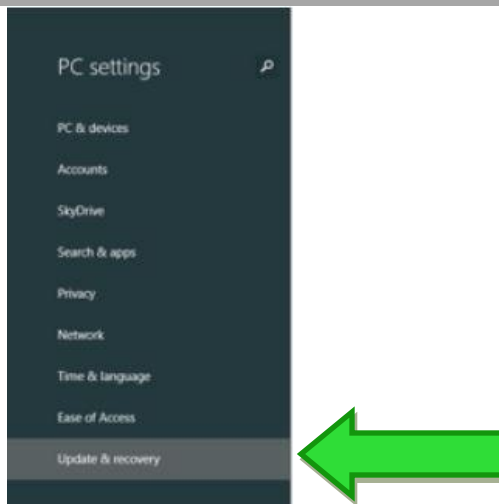 PC settings
PC & devices
Accounts
SkyDrive
Search & apps
Privacy
Network
Time & language
Ease of Access
Update & recovery